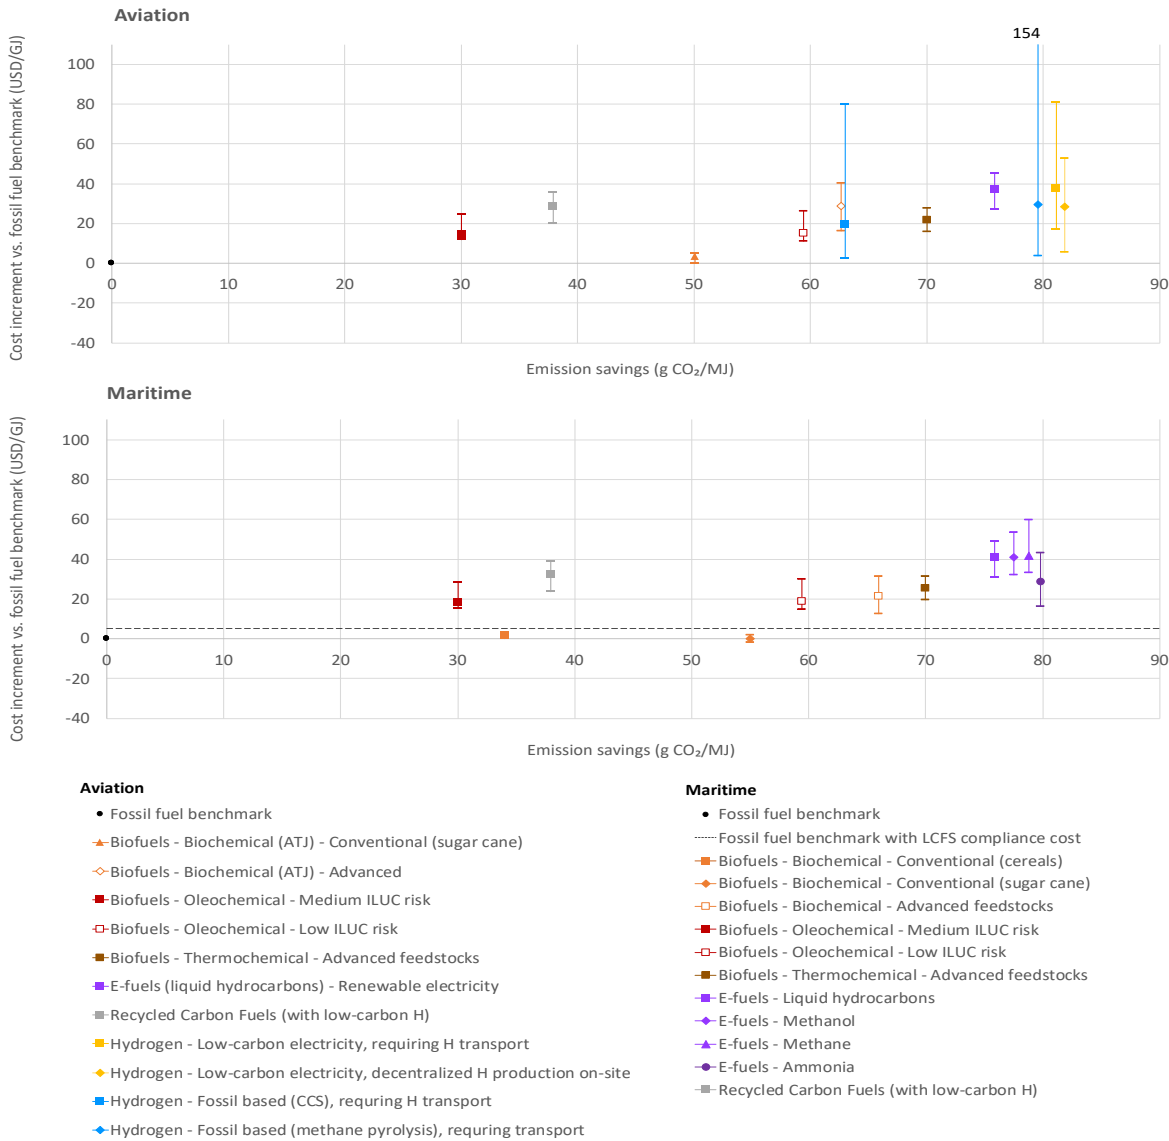 Aviation
154
Cost increment vs. fossil fuel benchmark (USD/GJ)
100
80
60
40
20
0
-20
-40
0
30
40
50
60
70
80
90
Emission savings (g CO₂/MJ)
Maritime
Cost increment vs. fossil fuel benchmark (USD/GJ)
100
80
60
40
20
0
-20
-40
0
10
20
30
40
50
60
70
80
90
Emission savings (g CO₂/MJ)
Aviation
Fossil fuel benchmark
Biofuels - Biochemical (ATJ) - Conventional (sugar cane)
Biofuels - Biochemical (ATJ) - Advanced
Biofuels - Oleochemical - Medium ILUC risk
Biofuels - Oleochemical - Low ILUC risk
Biofuels - Thermochemical - Advanced feedstocks
E-fuels (liquid hydrocarbons) - Renewable electricity
Recycled Carbon Fuels (with low-carbon H)
Hydrogen - Low-carbon electricity, requiring H transport
Hydrogen - Low-carbon electricity, decentralized H production on-site
Hydrogen - Fossil based (CCS), requring H transport
Hydrogen - Fossil based (methane pyrolysis), requring transport
Maritime
Fossil fuel benchmark
Fossil fuel benchmark with LCFS compliance cost
Biofuels - Biochemical - Conventional (cereals)
Biofuels - Biochemical - Conventional (sugar cane)
Biofuels - Biochemical - Advanced feedstocks
Biofuels - Oleochemical - Medium ILUC risk
Biofuels - Oleochemical - Low ILUC risk
Biofuels - Thermochemical - Advanced feedstocks
E-fuels - Liquid hydrocarbons
E-fuels - Methanol
E-fuels - Methane
E-fuels - Ammonia
Recycled Carbon Fuels (with low-carbon H)